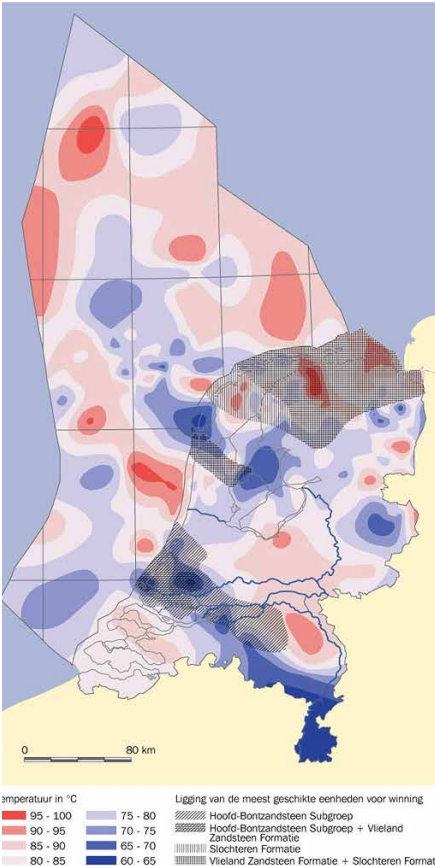 0 80 km
emperatuur in °C
95 - 100
90 - 95
85 - 90
80 - 85
75 - 80
70 - 75
65 - 70
60 - 65
Ligging van de meest geschikte eenheden voor winning
Hoofd-Bontzandsteen Subgroep
Hoofd-Bontzandsteen Subgroep + Vlieland
Zandsteen Formatie
Slochteren Formatie
Vlieland Zandsteen Formatie + Slochteren Format